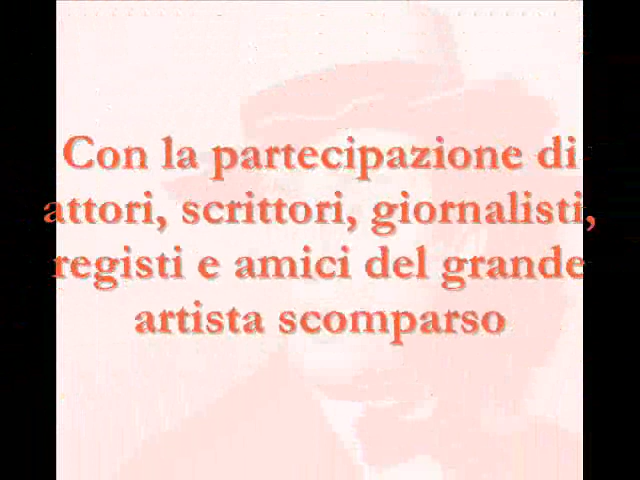 Con la partecipazione di
attori, scrittori, giornalisti,
registi e amici del grande
artista scomparso